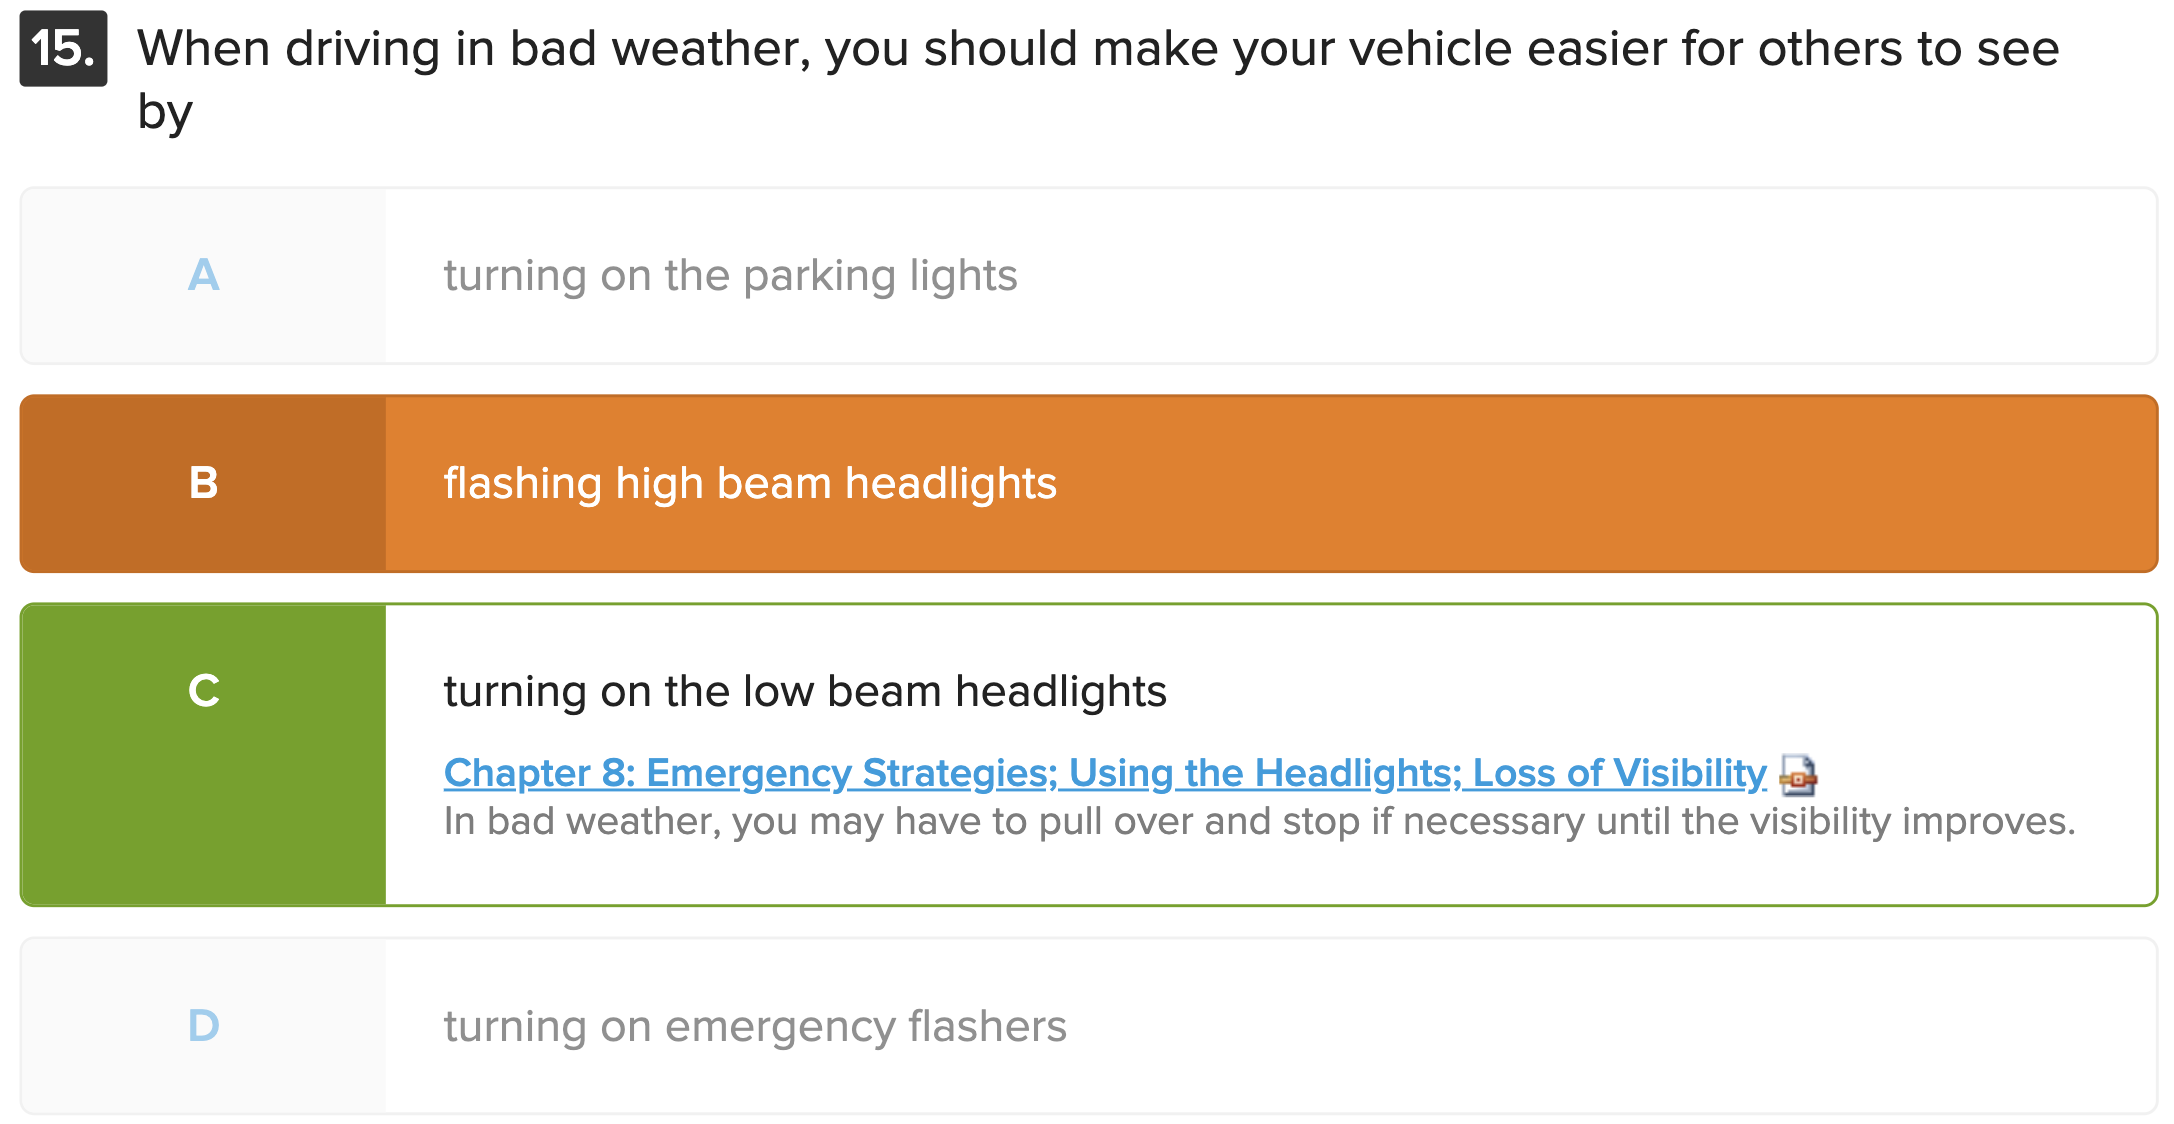 15. When driving in bad weather, you should make your vehicle easier for others to see
by
A turning on the parking lights
B flashing high beam headlights
C turning on the low beam headlights
Chapter 8: Emergency Strategies; Using the Headlights; Loss of Visibility
In bad weather, you may have to pull over and stop if necessary until the visibility improves.
D turning on emergency flashers